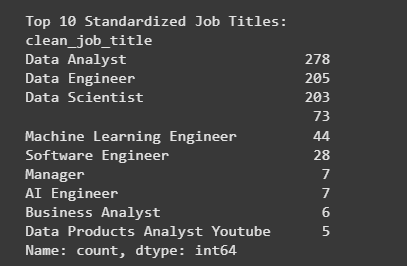 Top 10 Standardized Job Titles:
clean_job_title
Data Analyst 278
Data Engineer 205
Data Scientist 203
73
Machine Learning Engineer 44
Software Engineer 28
Manager 7
AI Engineer 7
Business Analyst 6
Data Products Analyst Youtube 5
Name: count, dtype: int64